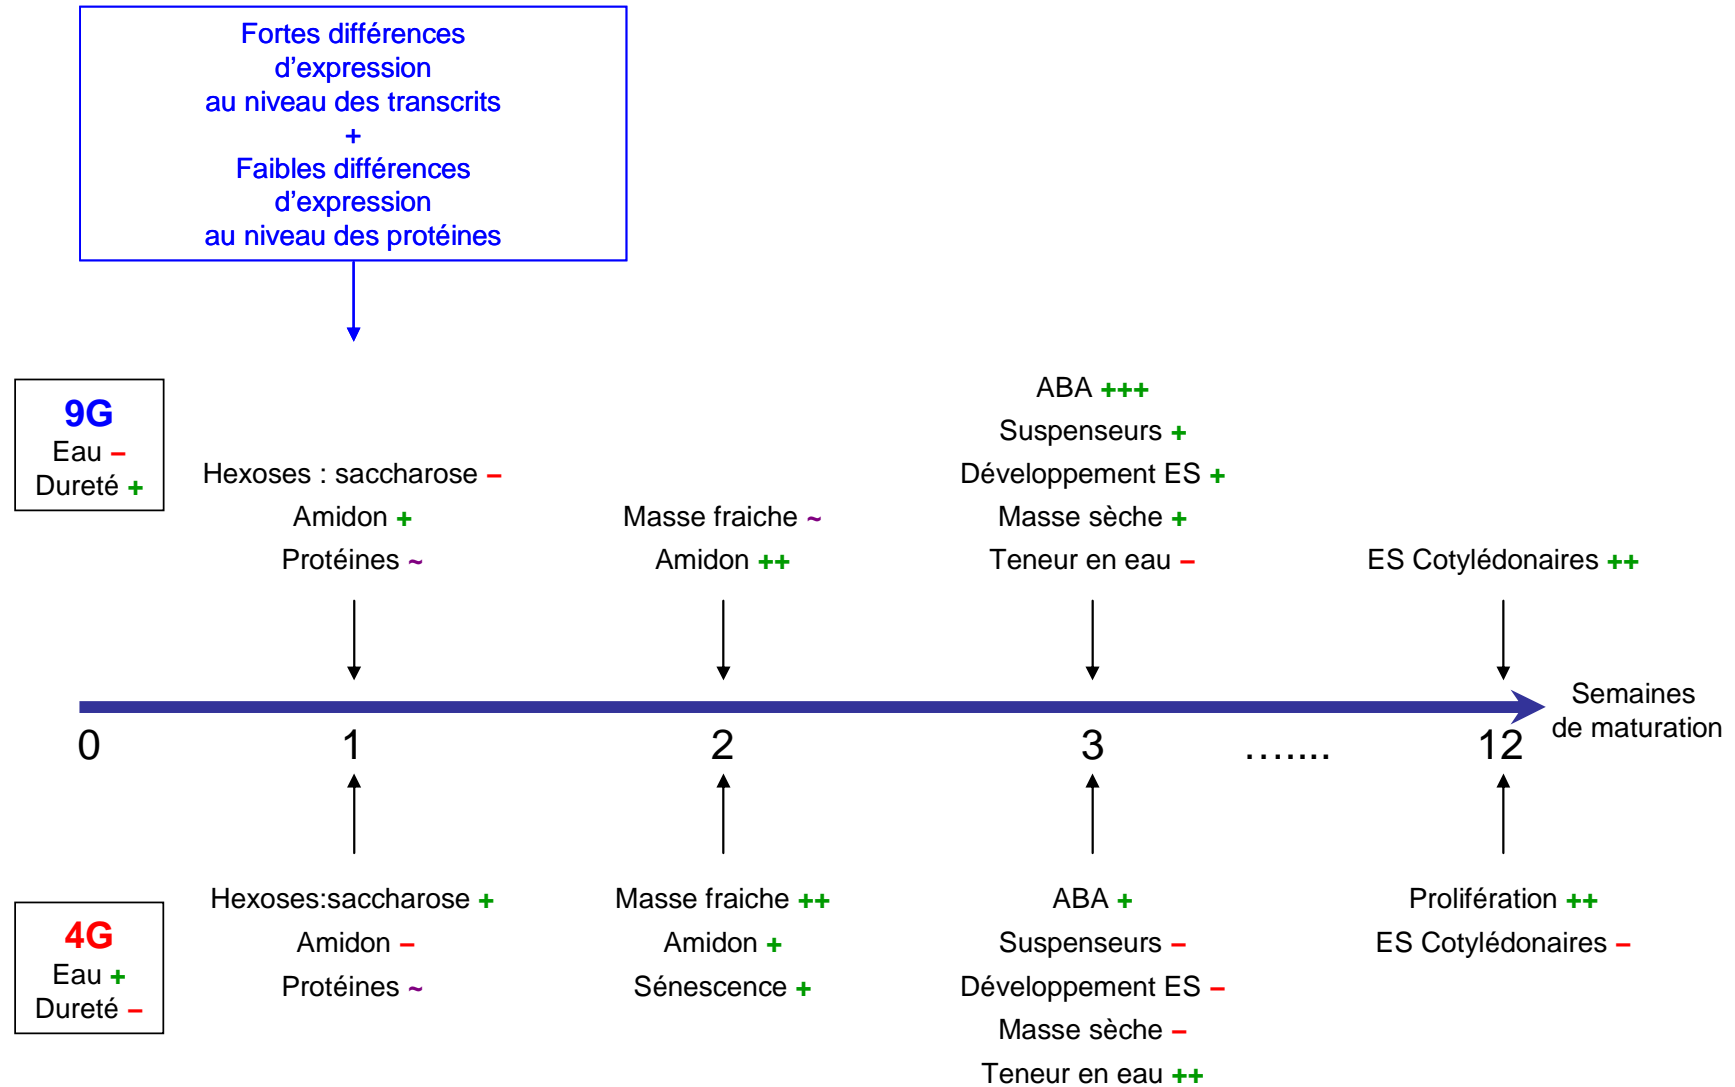 Fortes différences
d'expression
au niveau des transcrits
+
Faibles différences
d'expression
au niveau des protéines
9G
Eau –
Dureté +
Hexoses : saccharose –
Amidon +
Protéines ~
Masse fraiche ~
Amidon ++
ABA +++
Suspenseurs +
Développement ES +
Masse sèche +
Teneur en eau –
ES Cotylédonaires ++
Semaines
de maturation
0 1 2 3 ….... 12
4G
Eau +
Dureté –
Hexoses:saccharose +
Amidon –
Protéines ~
Masse fraiche ++
Amidon +
Sénescence +
ABA +
Suspenseurs –
Développement ES –
Masse sèche –
Teneur en eau ++
Prolifération ++
ES Cotylédonaires –